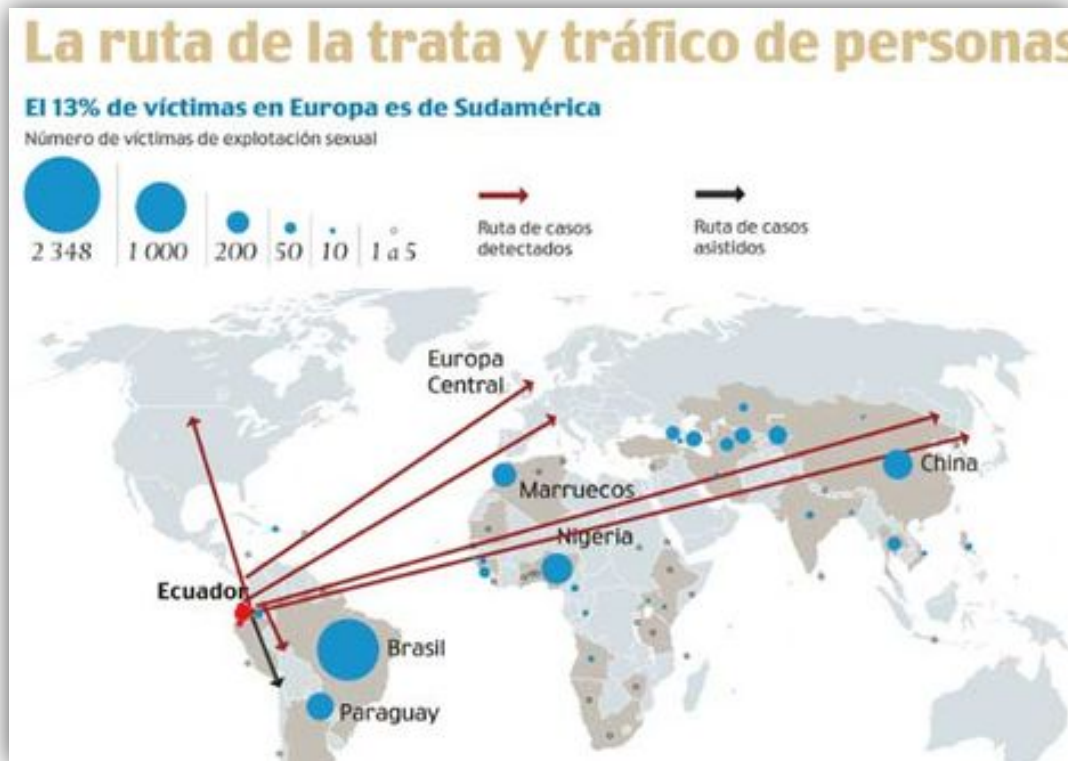 La ruta de la trata y tráfico de personas
El 13% de víctimas en Europa es de Sudamérica
Número de víctimas de explotación sexual
2 348
1 000
200
50
10
1 a 5
Ruta de casos
detectados
Ruta de casos
asistidos
Europa
Central
China
Marruecos
Nigeria
Ecuador
Brasil
Paraguay